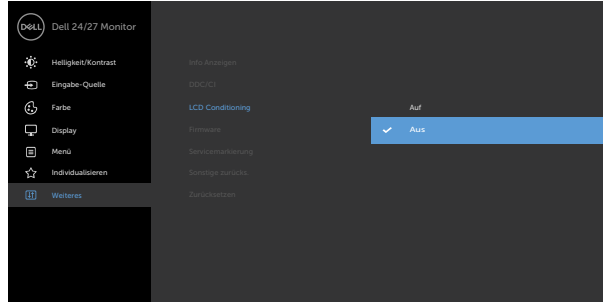 DELL Dell 24/27 Monitor
Helligkeit/Kontrast
Eingabe-Quelle
Farbe
Display
Menü
Individualisieren
Weiteres
Info Anzeigen
DDC/CI
LCD Conditioning
Firmware
Servicemarkierung
Sonstige zurücks.
Zurücksetzen
Auf
Aus